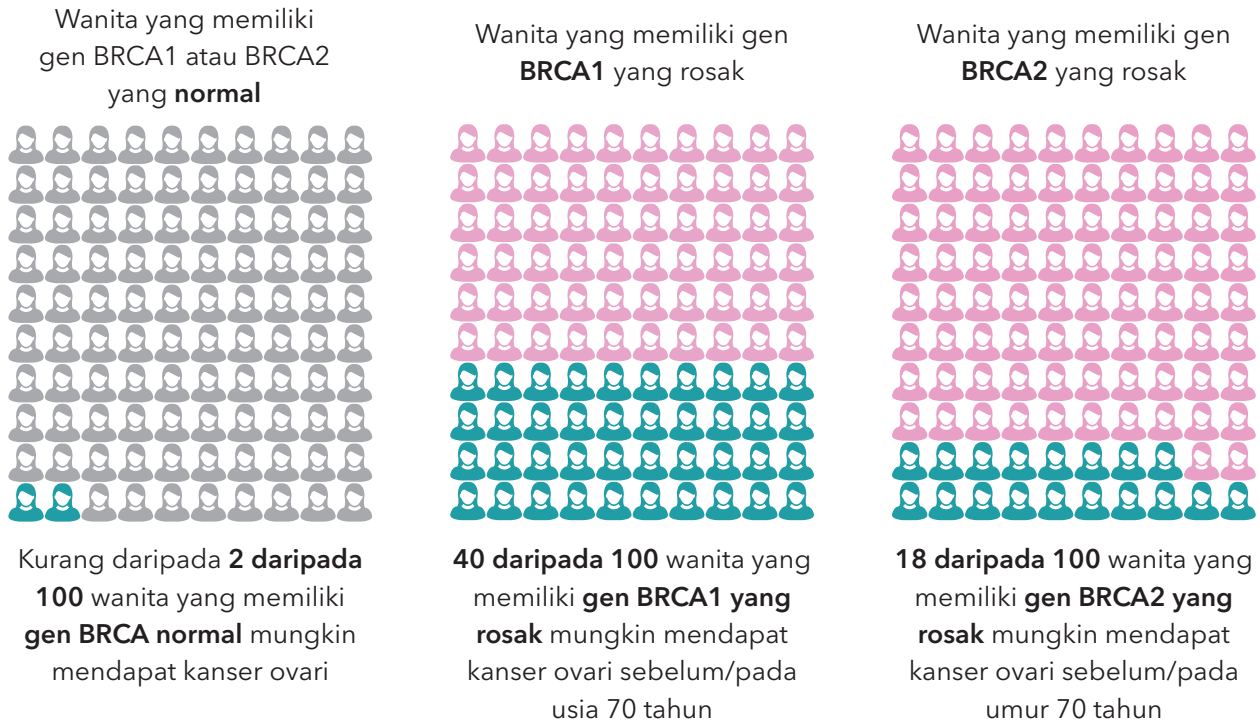 Wanita yang memiliki
gen BRCA1 atau BRCA2
yang normal
Wanita yang memiliki gen
BRCA1 yang rosak
Wanita yang memiliki gen
BRCA2 yang rosak
Kurang daripada 2 daripada
100 wanita yang memiliki
gen BRCA normal mungkin
mendapat kanser ovari
40 daripada 100 wanita yang
memiliki gen BRCA1 yang
rosak mungkin mendapat
kanser ovari sebelum/pada
usia 70 tahun
18 daripada 100 wanita yang
memiliki gen BRCA2 yang
rosak mungkin mendapat
kanser ovari sebelum/pada
umur 70 tahun